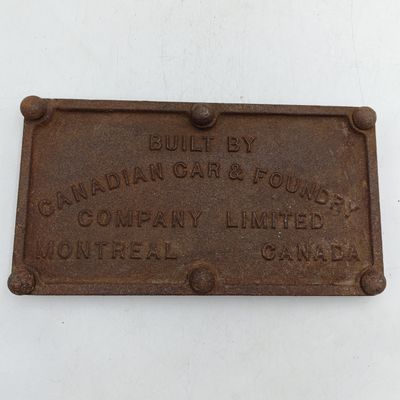 BUILT BY
CANADIAN CAR & FOUNDRY
COMPANY LIMITED
MONTREAL CANADA